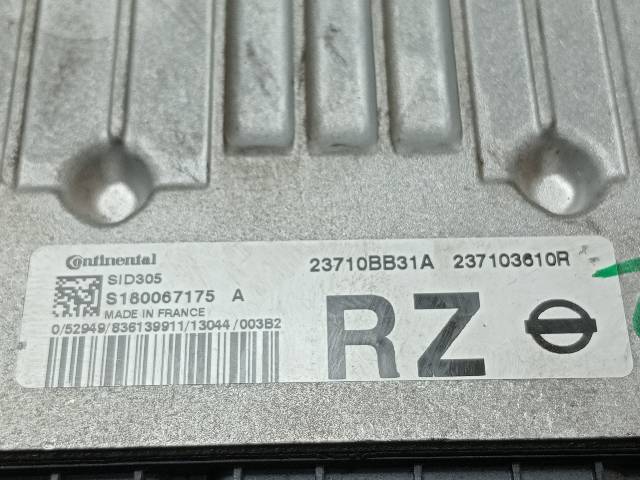 Continental
23710BB31A 237103610R
SID305
S180067175 A
MADE IN FRANCE
0/52949/836139911/13044/003B2
RZ